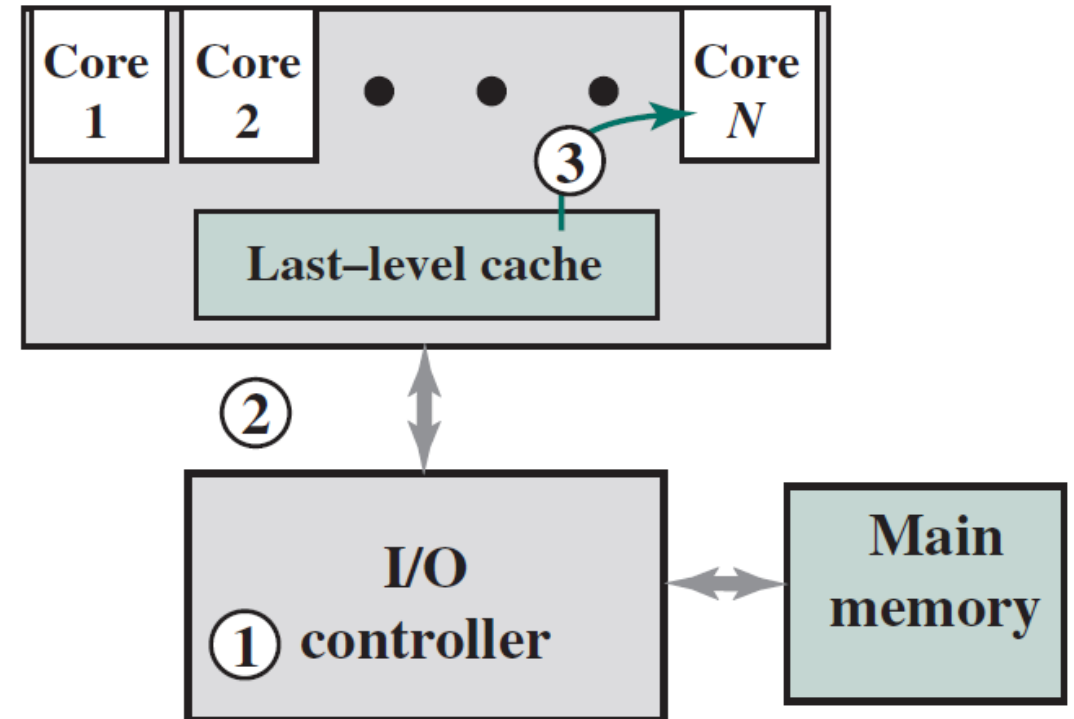 Core
1
Core
2
Core
N
3
Last–level cache
2
I/O
1 controller
Main
memory